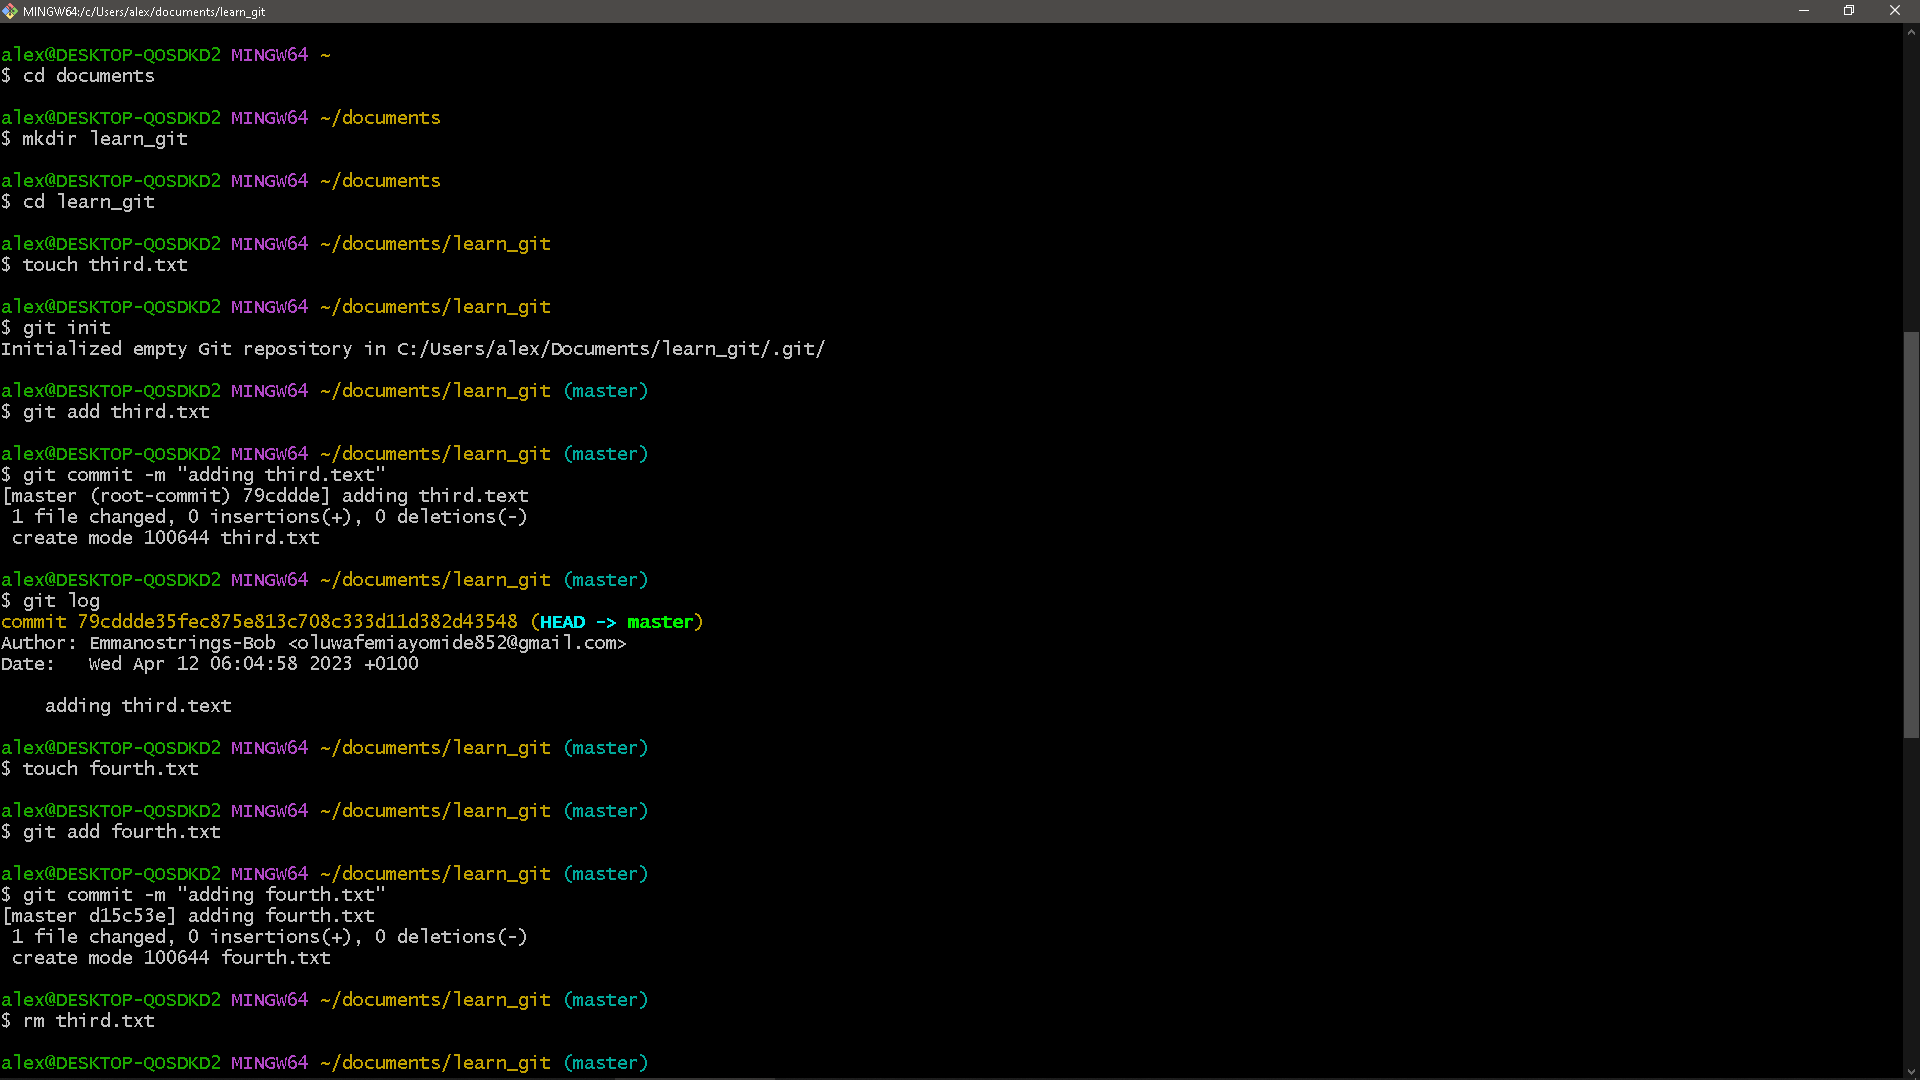 MINGW64:/c/Users/alex/documents/learn_git
alex@DESKTOP-QOSDKD2 MINGW64 ~
$ cd documents
alex@DESKTOP-QOSDKD2 MINGW64 ~/documents
$ mkdir learn_git
alex@DESKTOP-QOSDKD2 MINGW64 ~/documents
$ cd learn_git
alex@DESKTOP-QOSDKD2 MINGW64 ~/documents/learn_git
$ touch third.txt
alex@DESKTOP-QOSDKD2 MINGW64 ~/documents/learn_git
$ git init
Initialized empty Git repository in C:/Users/alex/Documents/learn_git/.git/
alex@DESKTOP-QOSDKD2 MINGW64 ~/documents/learn_git (master)
$ git add third.txt
alex@DESKTOP-QOSDKD2 MINGW64 ~/documents/learn_git (master)
$ git commit -m "adding third.text"
[master (root-commit) 79cddde] adding third.text
 1 file changed, 0 insertions(+), 0 deletions(-)
 create mode 100644 third.txt
alex@DESKTOP-QOSDKD2 MINGW64 ~/documents/learn_git (master)
$ git log
commit 79cddde35fec875e813c708c333d11d382d43548 (HEAD -> master)
Author: Emmanostrings-Bob <oluwafemiayomide852@gmail.com>
Date:   Wed Apr 12 06:04:58 2023 +0100
    adding third.text
alex@DESKTOP-QOSDKD2 MINGW64 ~/documents/learn_git (master)
$ touch fourth.txt
alex@DESKTOP-QOSDKD2 MINGW64 ~/documents/learn_git (master)
$ git add fourth.txt
alex@DESKTOP-QOSDKD2 MINGW64 ~/documents/learn_git (master)
$ git commit -m "adding fourth.txt"
[master d15c53e] adding fourth.txt
 1 file changed, 0 insertions(+), 0 deletions(-)
 create mode 100644 fourth.txt
alex@DESKTOP-QOSDKD2 MINGW64 ~/documents/learn_git (master)
$ rm third.txt
alex@DESKTOP-QOSDKD2 MINGW64 ~/documents/learn_git (master)